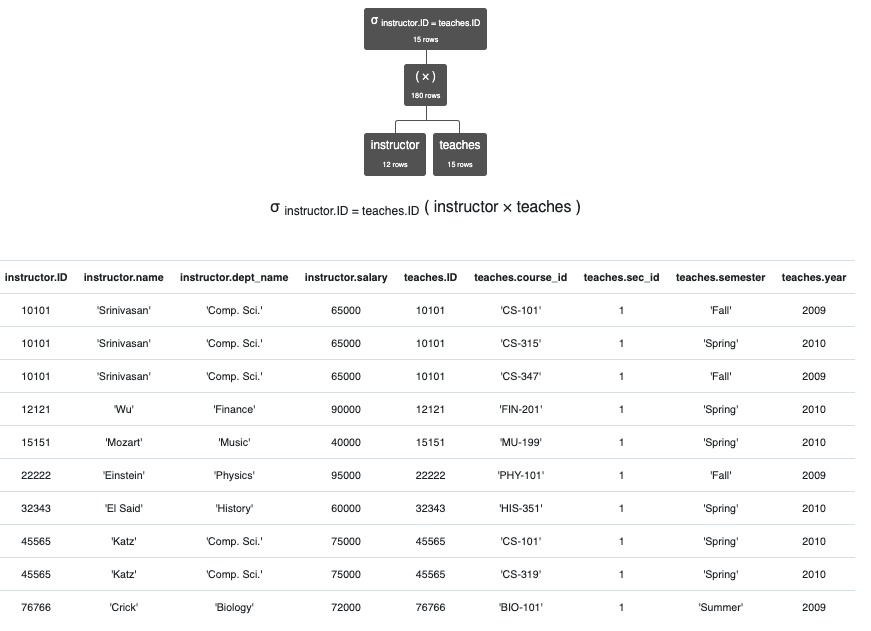 σ instructor.ID = teaches.ID
15 rows
( × )
180 rows
instructor teaches
12 rows 15 rows
σ instructor.ID = teaches.ID ( instructor × teaches )
instructor.ID instructor.name instructor.dept_name instructor.salary teaches.ID teaches.course_id teaches.sec_id teaches.semester teaches.year
10101 'Srinivasan' 'Comp. Sci.' 65000 10101 'CS-101' 1 'Fall' 2009
10101 'Srinivasan' 'Comp. Sci.' 65000 10101 'CS-315' 1 'Spring' 2010
10101 'Srinivasan' 'Comp. Sci.' 65000 10101 'CS-347' 1 'Fall' 2009
12121 'Wu' 'Finance' 90000 12121 'FIN-201' 1 'Spring' 2010
15151 'Mozart' 'Music' 40000 15151 'MU-199' 1 'Spring' 2010
22222 'Einstein' 'Physics' 95000 22222 'PHY-101' 1 'Fall' 2009
32343 'El Said' 'History' 60000 32343 'HIS-351' 1 'Spring' 2010
45565 'Katz' 'Comp. Sci.' 75000 45565 'CS-101' 1 'Spring' 2010
45565 'Katz' 'Comp. Sci.' 75000 45565 'CS-319' 1 'Spring' 2010
76766 'Crick' 'Biology' 72000 76766 'BIO-101' 1 'Summer' 2009